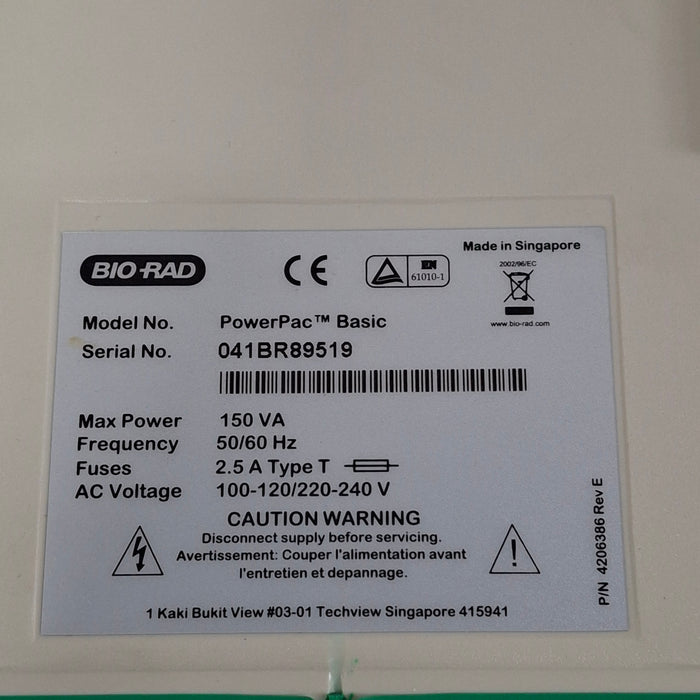 BIO-RAD
CE
EN
61010-1
Made in Singapore
2002/96/EC
www.bio-rad.com
Model No. PowerPac™ Basic
Serial No. 041BR89519
Max Power 150 VA
Frequency 50/60 Hz
Fuses 2.5 A Type T
AC Voltage 100-120/220-240 V
CAUTION WARNING
Disconnect supply before servicing.
Avertissement: Couper l'alimentation avant
l'entretien et depannage.
1 Kaki Bukit View #03-01 Techview Singapore 415941
P/N 4206386 Rev E